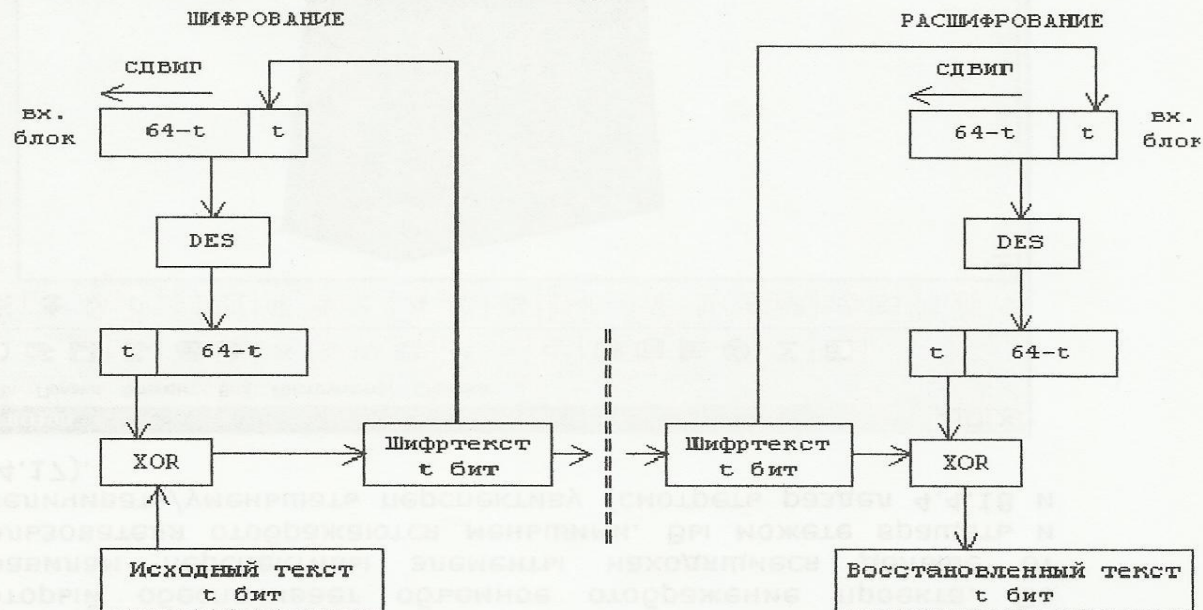 ШИФРОВАНИЕ
РАСШИФРОВАНИЕ
СДВИГ
СДВИГ
вх.
блок
64-t
t
64-t
t
вх.
блок
DES
DES
t
64-t
t
64-t
XOR
Шифртекст
t бит
Шифртекст
t бит
XOR
Исходный текст
t бит
Восстановленный текст
t бит